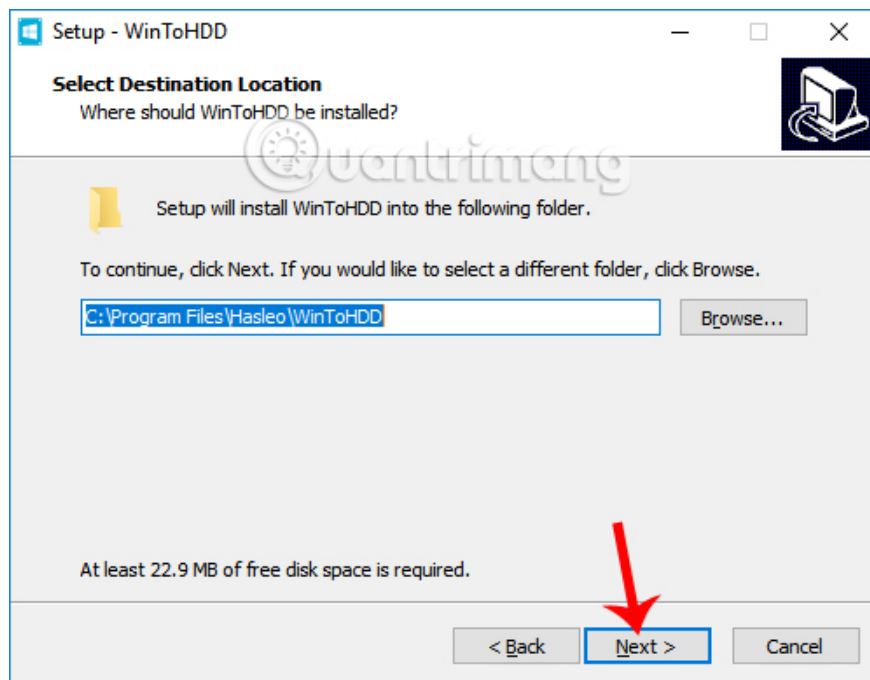 Setup - WinToHDD
Select Destination Location
Where should WinToHDD be installed?
Quantrimang
Setup will install WinToHDD into the following folder.
To continue, click Next. If you would like to select a different folder, click Browse.
C:\Program Files\Hasleo\WinToHDD
Browse...
At least 22.9 MB of free disk space is required.
< Back
Next >
Cancel